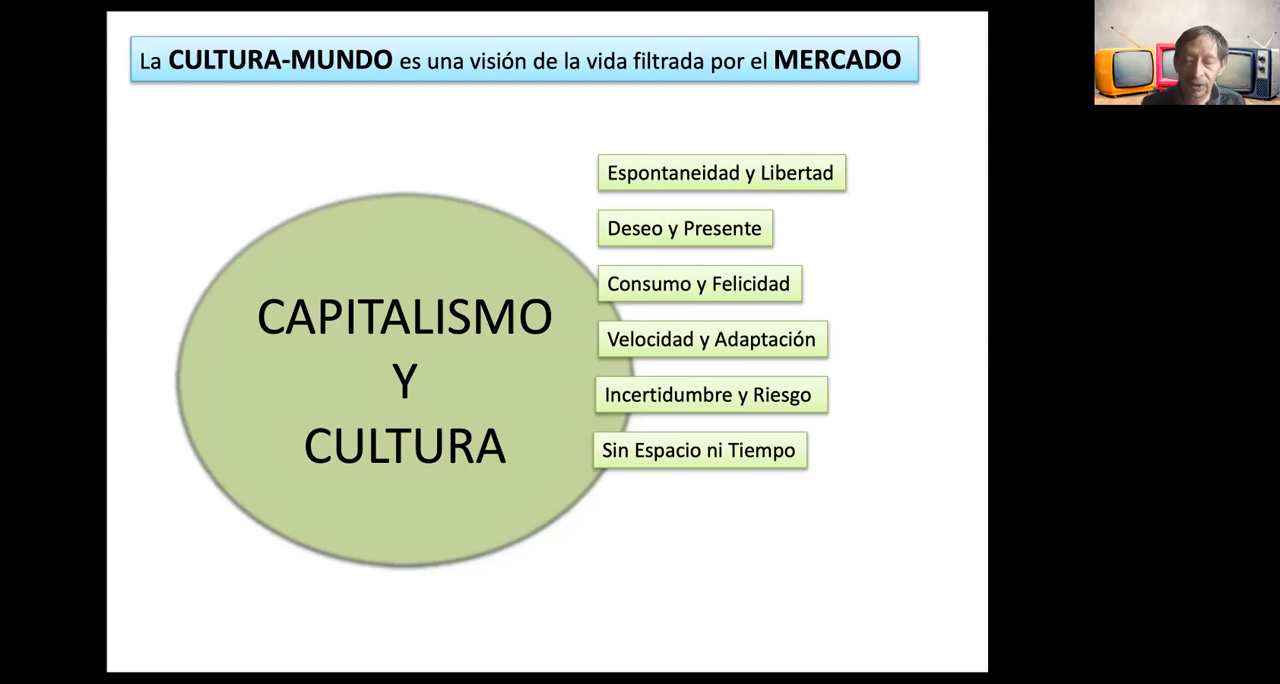 La CULTURA-MUNDO es una visión de la vida filtrada por el MERCADO
Espontaneidad y Libertad
Deseo y Presente
Consumo y Felicidad
Velocidad y Adaptación
Incertidumbre y Riesgo
Sin Espacio ni Tiempo
CAPITALISMO
Y
CULTURA